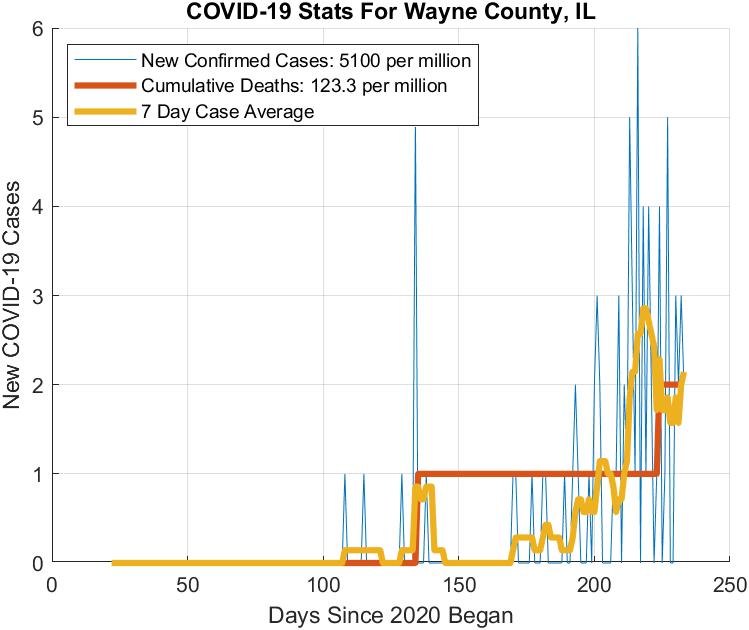 COVID-19 Stats For Wayne County, IL
New Confirmed Cases: 5100 per million
Cumulative Deaths: 123.3 per million
7 Day Case Average
New COVID-19 Cases
6
5
4
3
2
1
0
0 50 100 150 200 250
Days Since 2020 Began